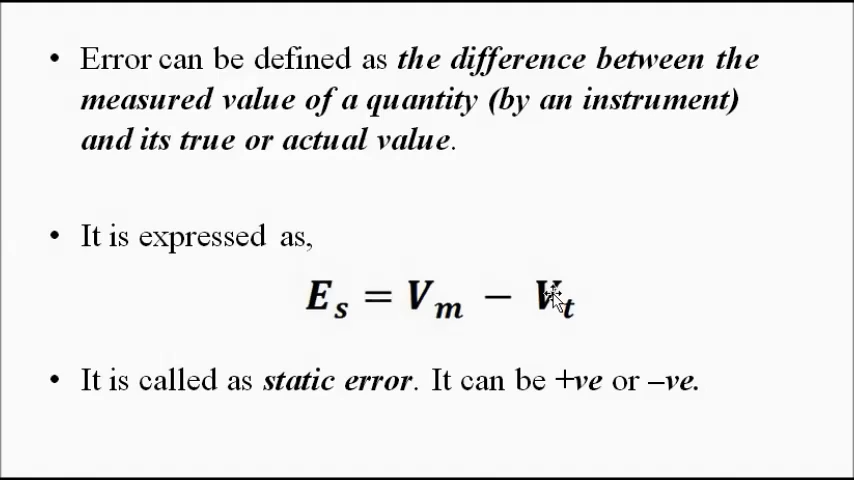 • Error can be defined as the difference between the
measured value of a quantity (by an instrument)
and its true or actual value.
• It is expressed as,
Eₛ = Vₘ − Vₜ
• It is called as static error. It can be +ve or –ve.